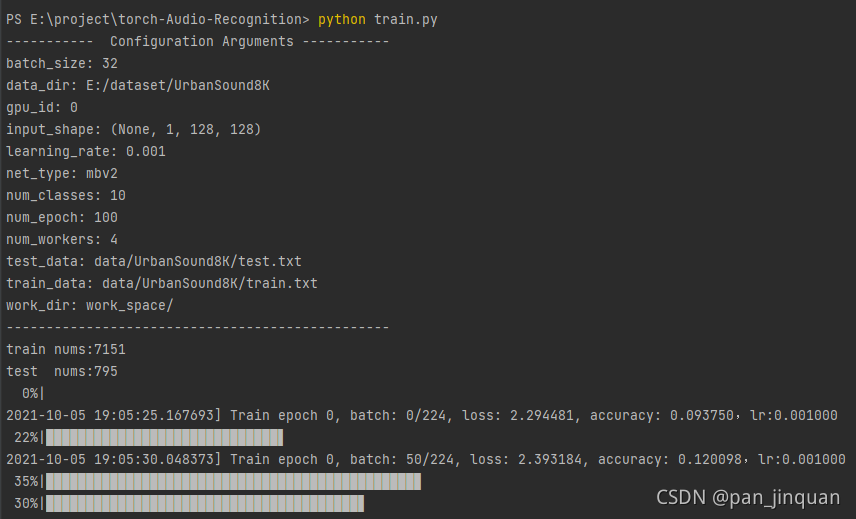 PS E:\project\torch-Audio-Recognition> python train.py
-----------  Configuration Arguments -----------
batch_size: 32
data_dir: E:/dataset/UrbanSound8K
gpu_id: 0
input_shape: (None, 1, 128, 128)
learning_rate: 0.001
net_type: mbv2
num_classes: 10
num_epoch: 100
num_workers: 4
test_data: data/UrbanSound8K/test.txt
train_data: data/UrbanSound8K/train.txt
work_dir: work_space/
------------------------------------------------
train nums:7151
test  nums:795
  0%|
2021-10-05 19:05:25.167693] Train epoch 0, batch: 0/224, loss: 2.294481, accuracy: 0.093750，lr:0.001000
 22%|
2021-10-05 19:05:30.048373] Train epoch 0, batch: 50/224, loss: 2.393184, accuracy: 0.120098，lr:0.001000
 35%|
 30%|
CSDN @pan_jinquan